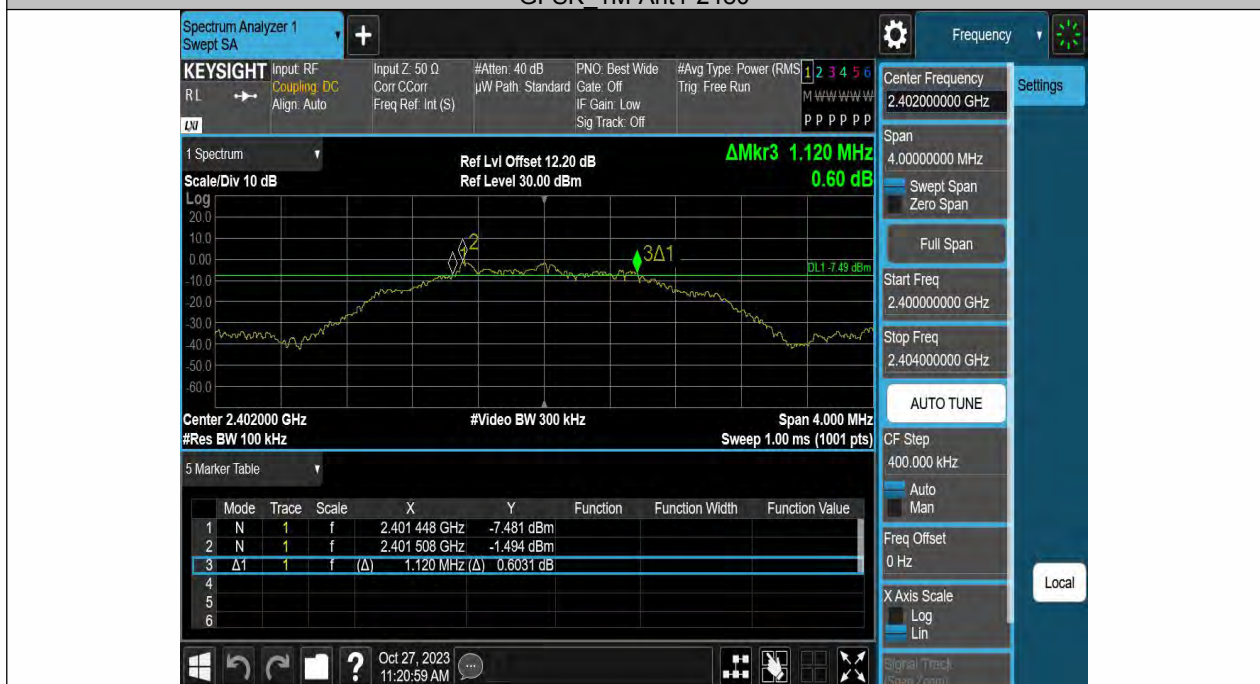 Spectrum Analyzer 1
Swept SA
+
Frequency
KEYSIGHT
RL
LXI
Input: RF
Coupling: DC
Align: Auto
Input Z: 50 Ω
Corr CCorr
Freq Ref: Int (S)
#Atten: 40 dB
µW Path: Standard
PNO: Best Wide
Gate: Off
IF Gain: Low
Sig Track: Off
#Avg Type: Power (RMS
Trig: Free Run
1 2 3 4 5 6
M W W W W W
P P P P P P
1 Spectrum
Scale/Div 10 dB
Ref Lvl Offset 12.20 dB
Ref Level 30.00 dBm
ΔMkr3 1.120 MHz
0.60 dB
Log
20.0
10.0
0.00
-10.0
-20.0
-30.0
-40.0
-50.0
-60.0
2
3Δ1
DL1 -7.49 dBm
Center 2.402000 GHz
#Video BW 300 kHz
Span 4.000 MHz
#Res BW 100 kHz
Sweep 1.00 ms (1001 pts)
5 Marker Table
Mode Trace Scale X Y Function Function Width Function Value
1 N 1 f 2.401 448 GHz -7.481 dBm
2 N 1 f 2.401 508 GHz -1.494 dBm
3 Δ1 1 f (Δ) 1.120 MHz (Δ) 0.6031 dB
4
5
6
?
Oct 27, 2023
11:20:59 AM
Center Frequency
2.402000000 GHz
Settings
Span
4.00000000 MHz
Swept Span
Zero Span
Full Span
Start Freq
2.400000000 GHz
Stop Freq
2.404000000 GHz
AUTO TUNE
CF Step
400.000 kHz
Auto
Man
Freq Offset
0 Hz
X Axis Scale
Log
Lin
Signal Track
(Span Zoom)
Local